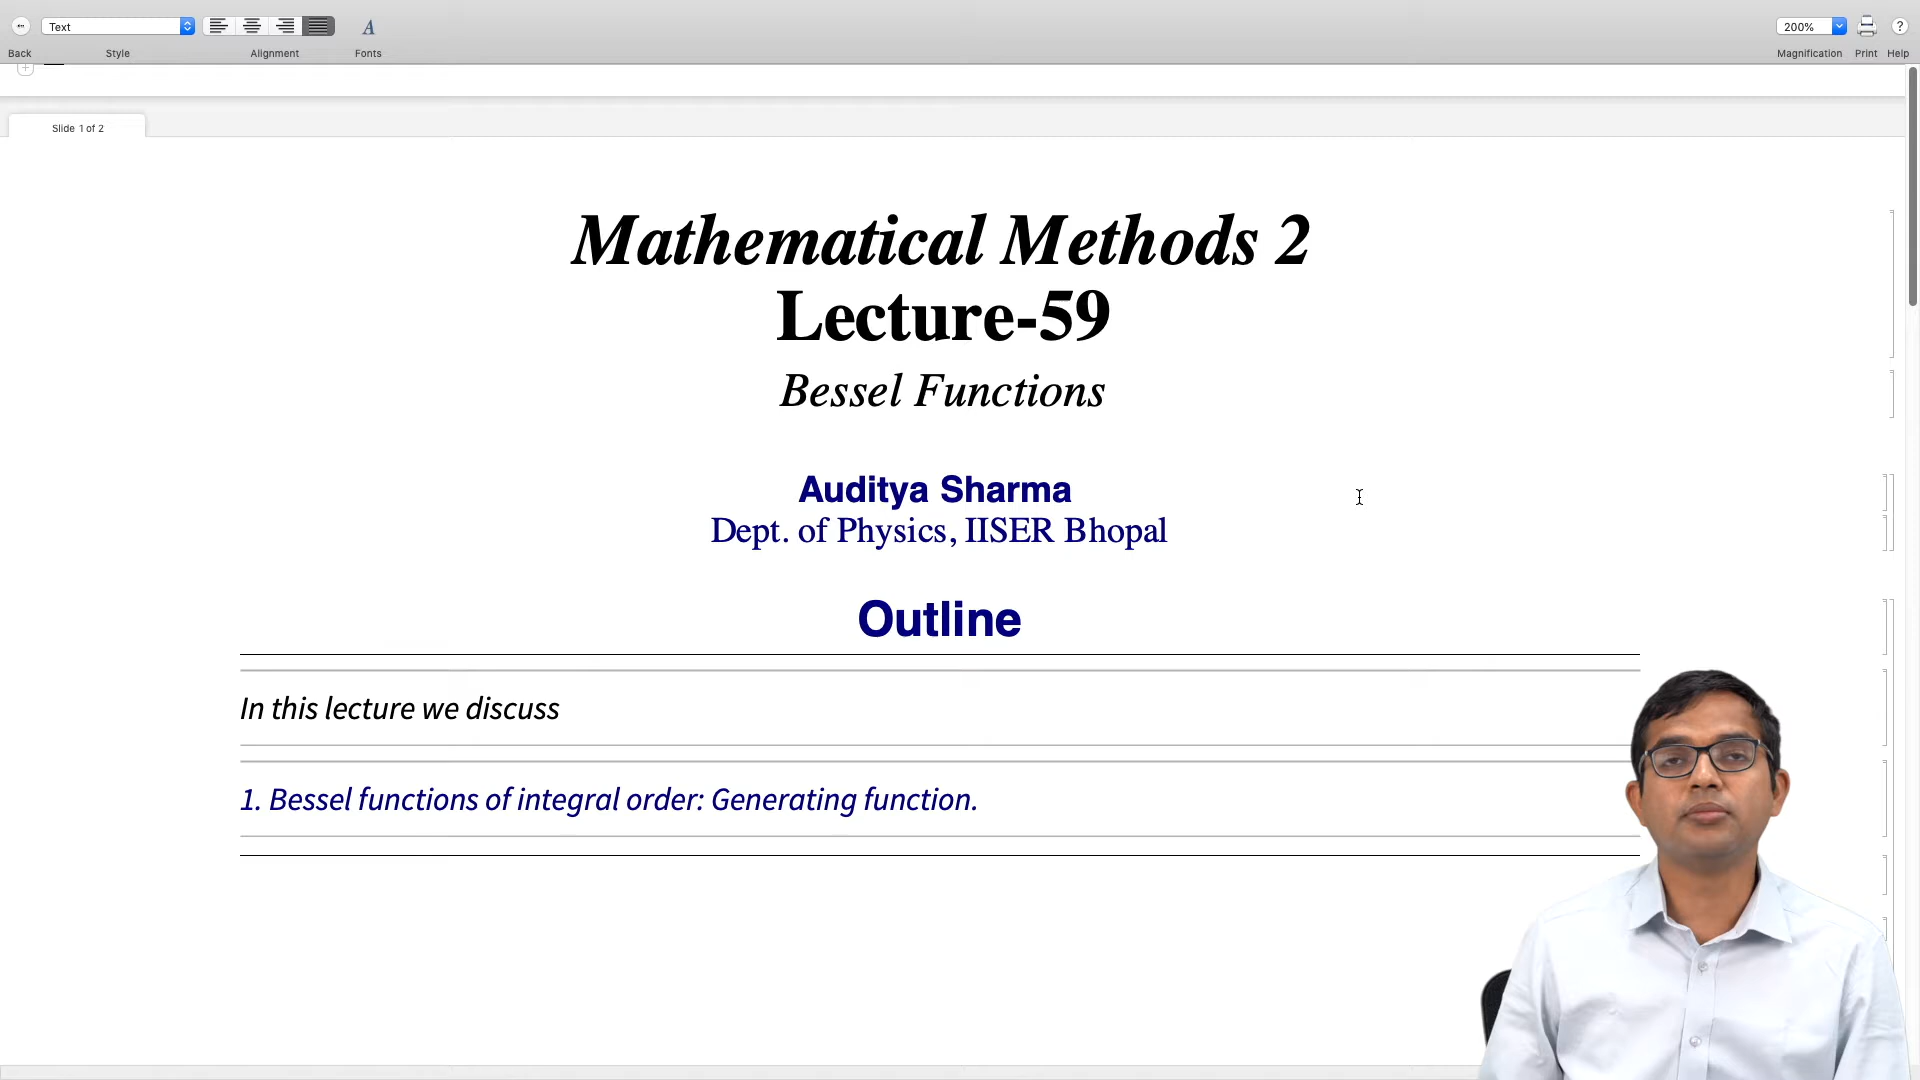 Text
200%
Back
Style
Alignment
Fonts
Magnification
Print
Help
Slide 1 of 2
Mathematical Methods 2
Lecture-59
Bessel Functions
Auditya Sharma
Dept. of Physics, IISER Bhopal
Outline
In this lecture we discuss
1. Bessel functions of integral order: Generating function.